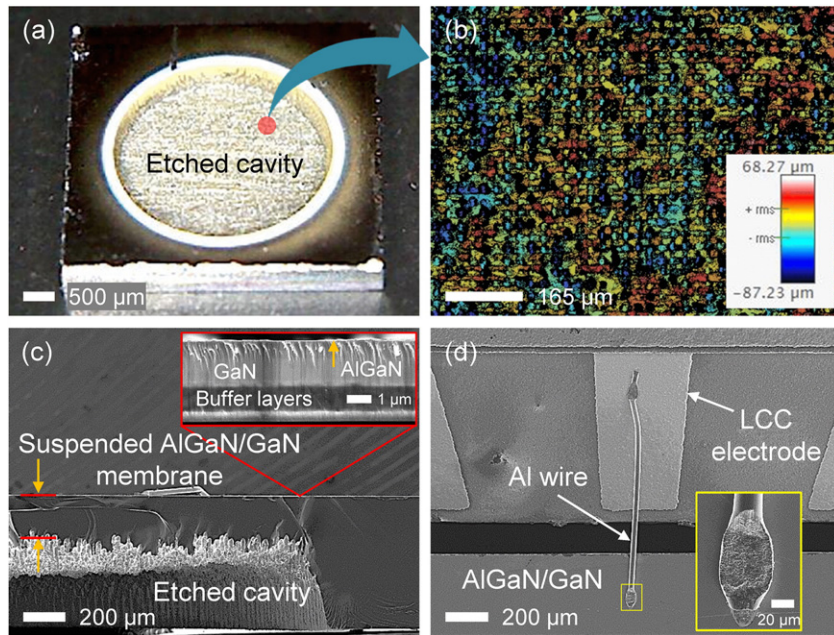 (a)
Etched cavity
500 µm
(b)
68.27 µm
+ rms
- rms
-87.23 µm
165 µm
(c)
GaN
AlGaN
Buffer layers
1 µm
Suspended AlGaN/GaN
membrane
Etched cavity
200 µm
(d)
LCC
electrode
Al wire
AlGaN/GaN
200 µm
20 µm